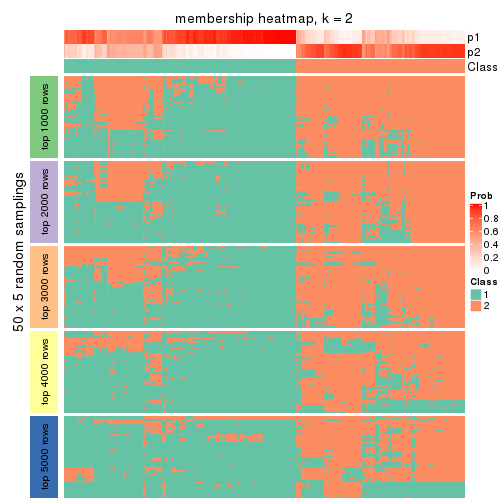 membership heatmap, k = 2
p1
p2
Class
50 x 5 random samplings
top 1000 rows
top 2000 rows
top 3000 rows
top 4000 rows
top 5000 rows
Prob
1
0.8
0.6
0.4
0.2
0
Class
1
2